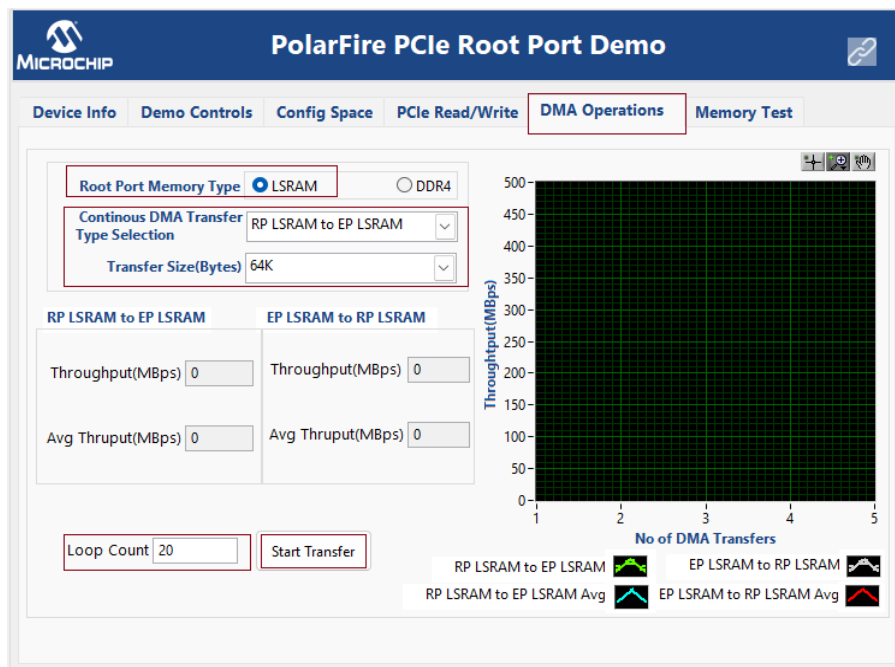 MICROCHIP
PolarFire PCIe Root Port Demo
Device Info
Demo Controls
Config Space
PCIe Read/Write
DMA Operations
Memory Test
Root Port Memory Type
LSRAM
DDR4
Continous DMA Transfer
Type Selection
RP LSRAM to EP LSRAM
Transfer Size(Bytes)
64K
RP LSRAM to EP LSRAM
Throughput(MBps)
0
Avg Thruput(MBps)
0
EP LSRAM to RP LSRAM
Throughput(MBps)
0
Avg Thruput(MBps)
0
Loop Count
20
Start Transfer
Throughtput(MBps)
500
450
400
350
300
250
200
150
100
50
0
1
2
3
4
5
No of DMA Transfers
RP LSRAM to EP LSRAM
EP LSRAM to RP LSRAM
RP LSRAM to EP LSRAM Avg
EP LSRAM to RP LSRAM Avg